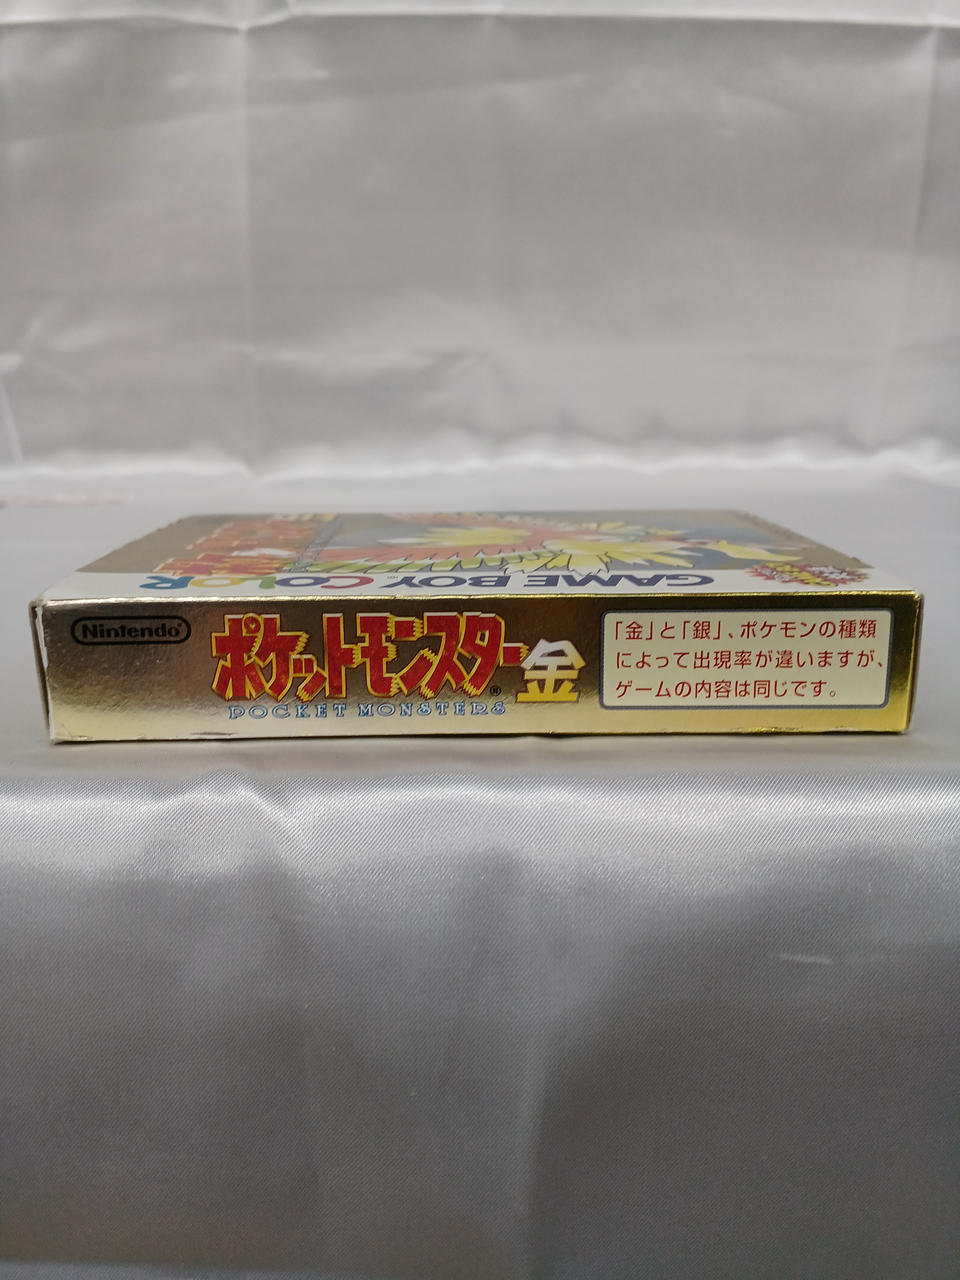 GAME BOY COLOR
Nintendo®
ポケットモンスター金
POCKET MONSTERS®
「金」と「銀」、ポケモンの種類
によって出現率が違いますが、
ゲームの内容は同じです。